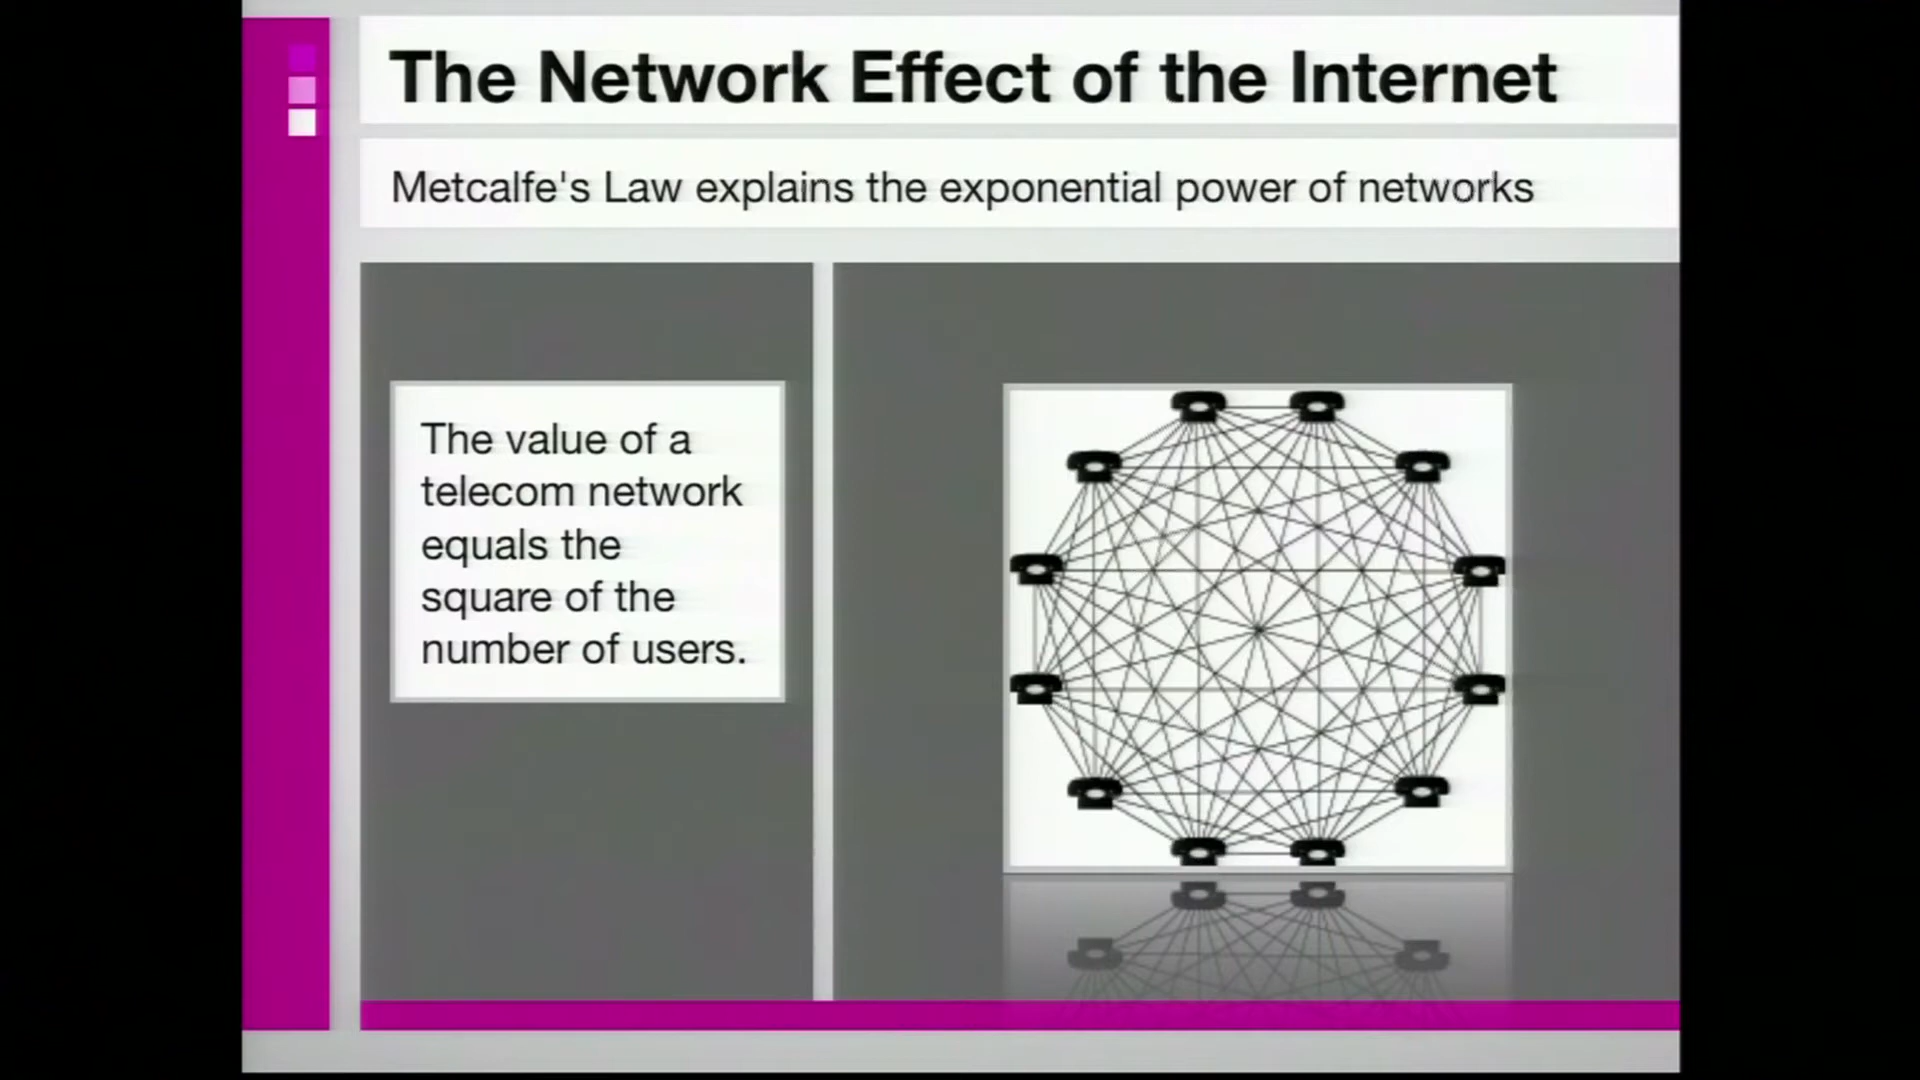 The Network Effect of the Internet
Metcalfe's Law explains the exponential power of networks
The value of a
telecom network
equals the
square of the
number of users.